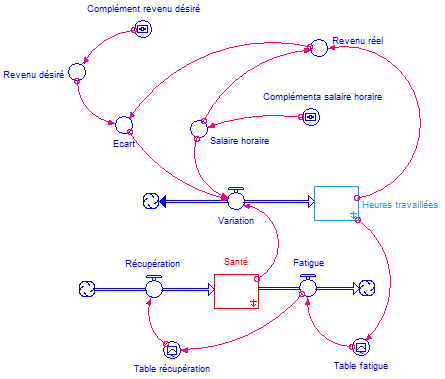 Complément revenu désiré
Revenu réel
Revenu désiré
Complémenta salaire horaire
Ecart
Salaire horaire
Heures travaillées
Variation
Récupération
Santé
Fatigue
Table récupération
Table fatigue